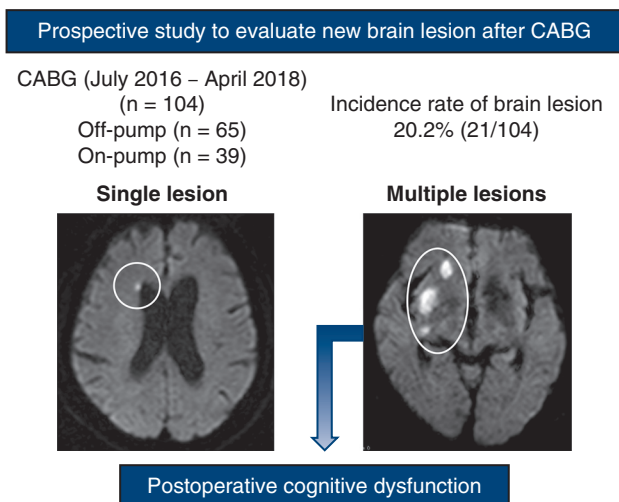 Prospective study to evaluate new brain lesion after CABG
CABG (July 2016 – April 2018)
(n = 104)
Off-pump (n = 65)
On-pump (n = 39)
Incidence rate of brain lesion
20.2% (21/104)
Single lesion
Multiple lesions
Postoperative cognitive dysfunction